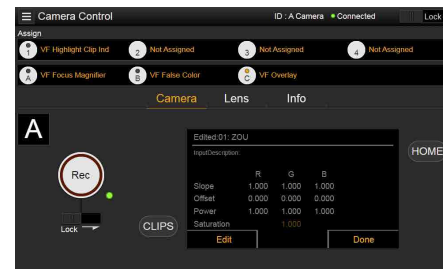 Camera Control
ID : A Camera
Connected
Lock
Assign
1 VF Highlight Clip Ind
2 Not Assigned
3 Not Assigned
4 Not Assigned
A VF Focus Magnifier
B VF False Color
C VF Overlay
Camera Lens Info
A
Edited:01: ZOU
InputDescription:
HOME
R G B
Rec
Slope 1.000 1.000 1.000
Offset 0.000 0.000 0.000
Power 1.000 1.000 1.000
Saturation 1.000
Lock
CLIPS
Edit
Done